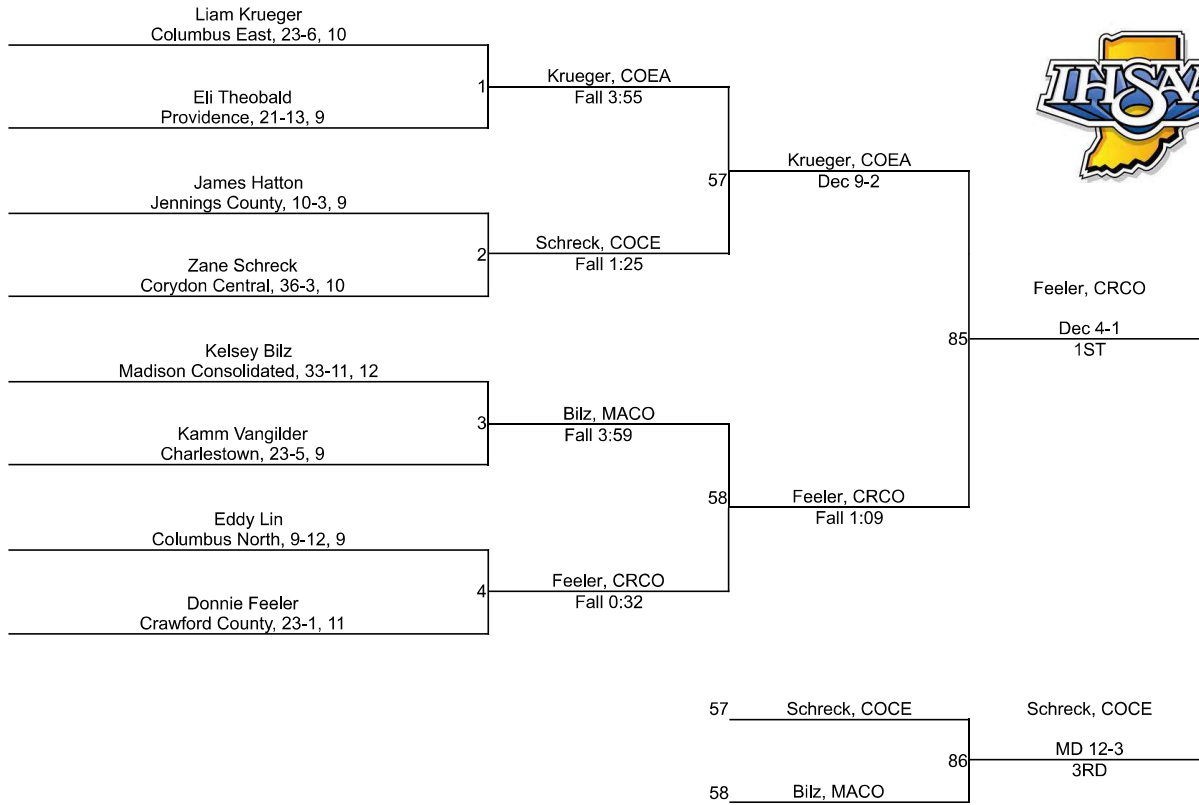 Liam Krueger
Columbus East, 23-6, 10
Eli Theobald
Providence, 21-13, 9
1
Krueger, COEA
Fall 3:55
James Hatton
Jennings County, 10-3, 9
Zane Schreck
Corydon Central, 36-3, 10
2
Schreck, COCE
Fall 1:25
57
Krueger, COEA
Dec 9-2
Kelsey Bilz
Madison Consolidated, 33-11, 12
Kamm Vangilder
Charlestown, 23-5, 9
3
Bilz, MACO
Fall 3:59
Eddy Lin
Columbus North, 9-12, 9
Donnie Feeler
Crawford County, 23-1, 11
4
Feeler, CRCO
Fall 0:32
58
Feeler, CRCO
Fall 1:09
85
Feeler, CRCO
Dec 4-1
1ST
IHSAA
57
Schreck, COCE
58
Bilz, MACO
86
Schreck, COCE
MD 12-3
3RD